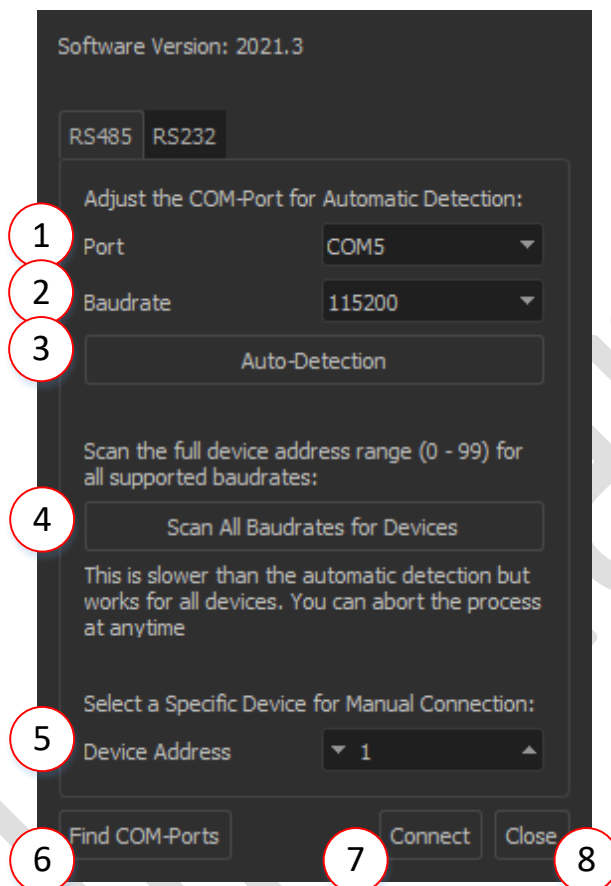 Software Version: 2021.3
RS485 RS232
Adjust the COM-Port for Automatic Detection:
1 Port COM5
2 Baudrate 115200
3 Auto-Detection
Scan the full device address range (0 - 99) for
all supported baudrates:
4 Scan All Baudrates for Devices
This is slower than the automatic detection but
works for all devices. You can abort the process
at anytime
Select a Specific Device for Manual Connection:
5 Device Address 1
Find COM-Ports Connect Close
6 7 8